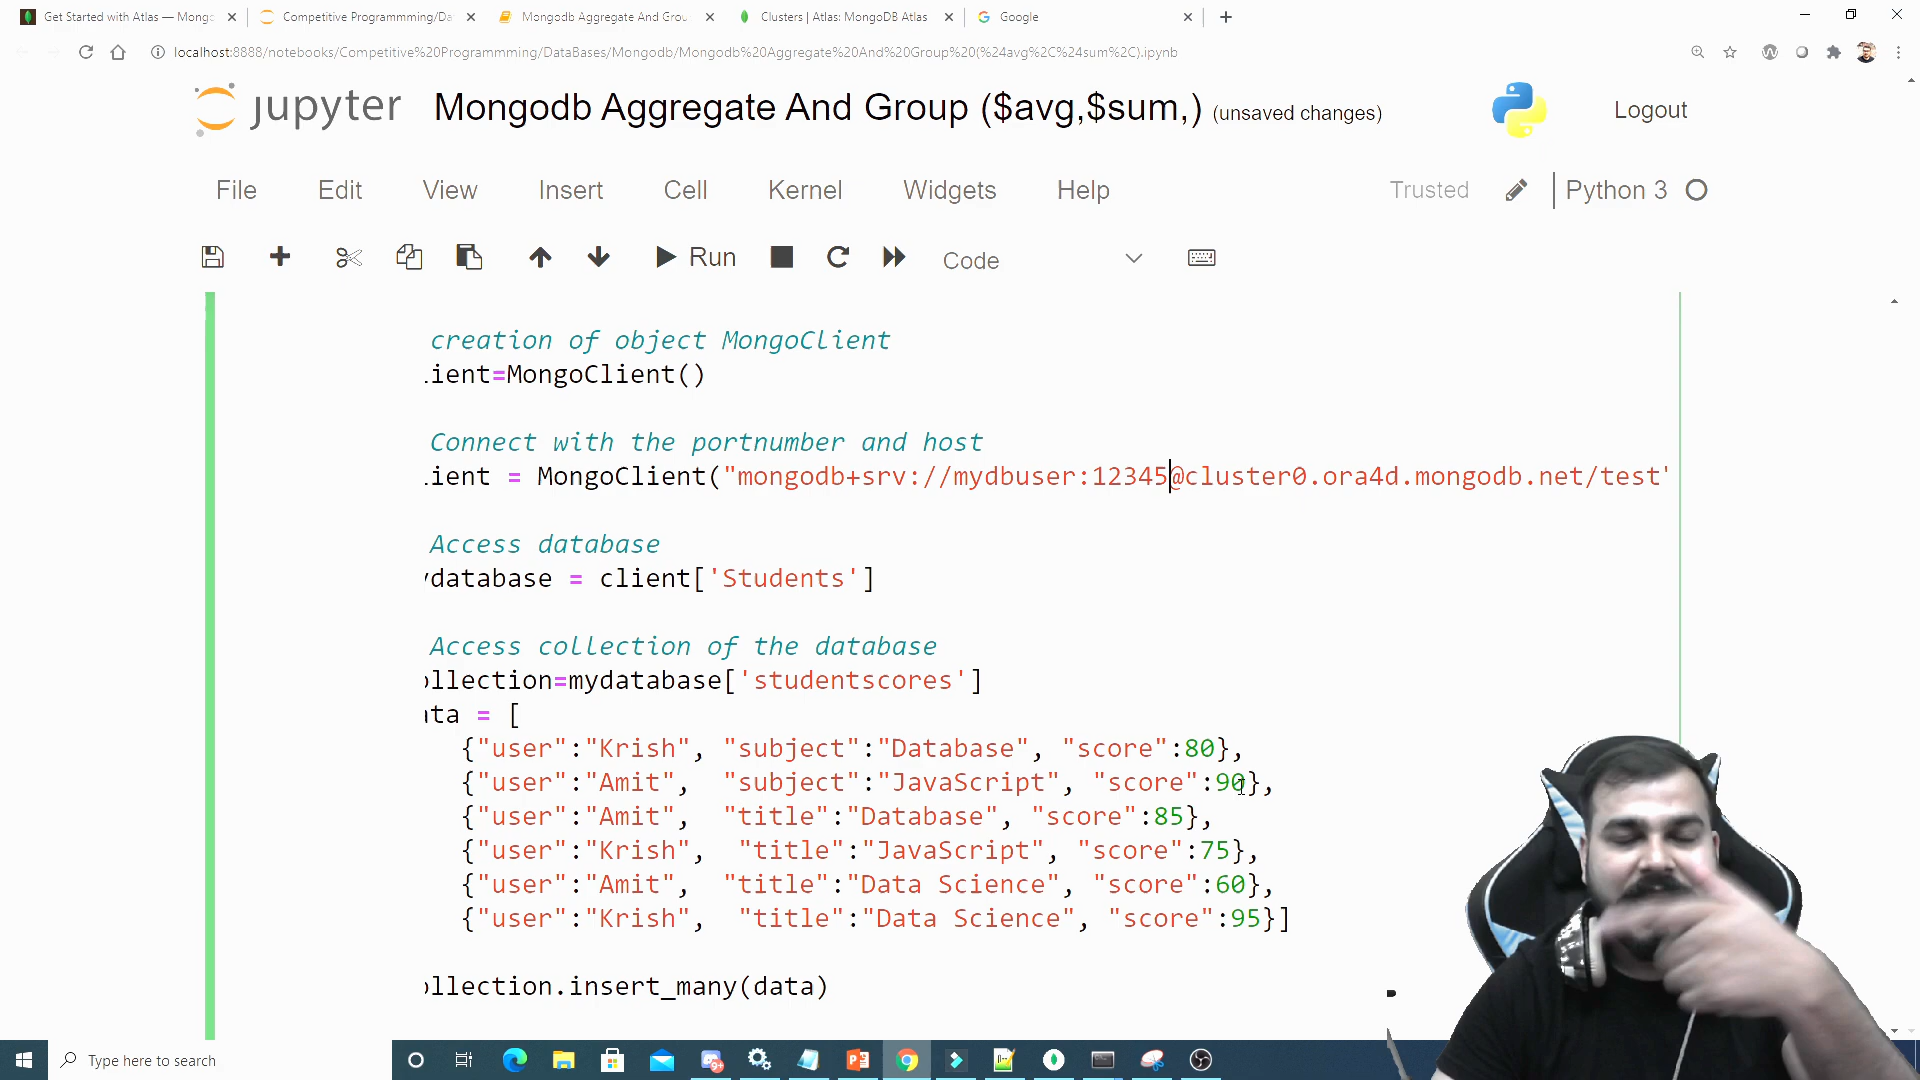 Get Started with Atlas — Mongo
Competitive Programmming/Da
Mongodb Aggregate And Grou
Clusters | Atlas: MongoDB Atlas
Google
localhost:8888/notebooks/Competitive%20Programmming/DataBases/Mongodb/Mongodb%20Aggregate%20And%20Group%20(%24avg%2C%24sum%2C).ipynb
jupyter Mongodb Aggregate And Group ($avg,$sum,) (unsaved changes) Logout
File Edit View Insert Cell Kernel Widgets Help Trusted Python 3
Run Code
creation of object MongoClient
lient=MongoClient()
Connect with the portnumber and host
lient = MongoClient("mongodb+srv://mydbuser:12345@cluster0.ora4d.mongodb.net/test'
Access database
ydatabase = client['Students']
Access collection of the database
ollection=mydatabase['studentscores']
ata = [
{"user":"Krish", "subject":"Database", "score":80},
{"user":"Amit", "subject":"JavaScript", "score":90},
{"user":"Amit", "title":"Database", "score":85},
{"user":"Krish", "title":"JavaScript", "score":75},
{"user":"Amit", "title":"Data Science", "score":60},
{"user":"Krish", "title":"Data Science", "score":95}]
ollection.insert_many(data)
Type here to search